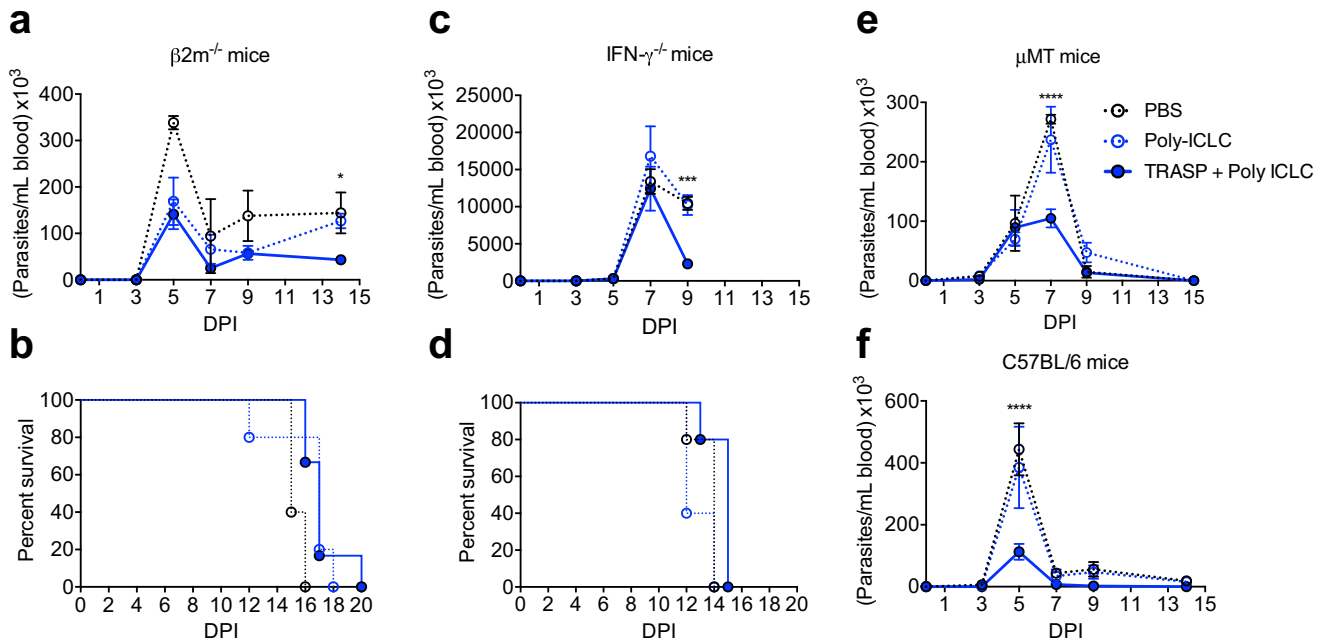 a
β2m-/- mice
(Parasites/mL blood) x10³
400
300
200
100
0
*
1 3 5 7 9 11 13 15
DPI
c
IFN-γ-/- mice
(Parasites/mL blood) x10³
25000
20000
15000
10000
5000
0
***
1 3 5 7 9 11 13 15
DPI
e
μMT mice
(Parasites/mL blood) x10³
300
200
100
0
****
1 3 5 7 9 11 13 15
DPI
PBS
Poly-ICLC
TRASP + Poly ICLC
b
Percent survival
100
80
60
40
20
0
0 2 4 6 8 10 12 14 16 18 20
DPI
d
Percent survival
100
80
60
40
20
0
0 2 4 6 8 10 12 14 16 18 20
DPI
f
C57BL/6 mice
(Parasites/mL blood) x10³
600
400
200
0
****
1 3 5 7 9 11 13 15
DPI